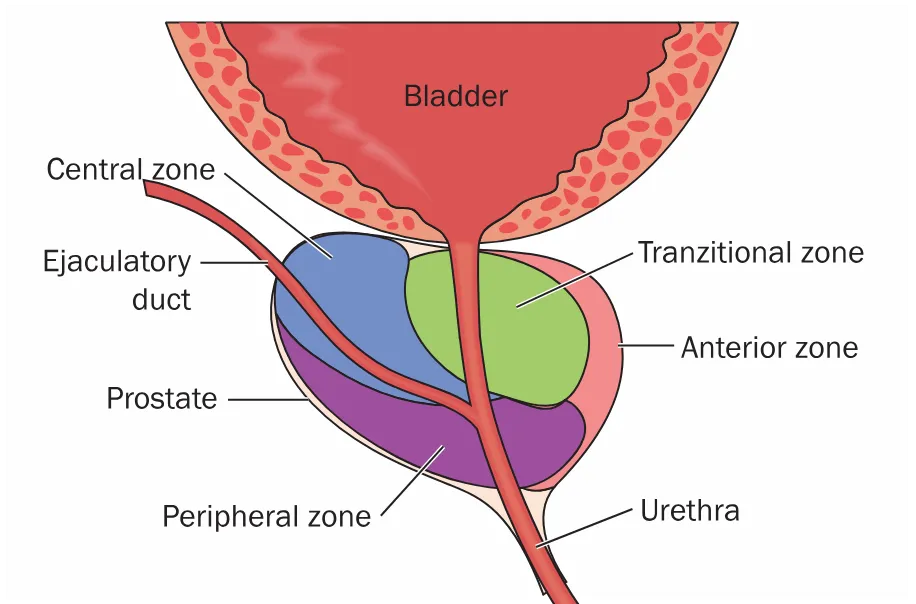 Bladder
Central zone
Ejaculatory
duct
Tranzitional zone
Anterior zone
Prostate
Peripheral zone
Urethra